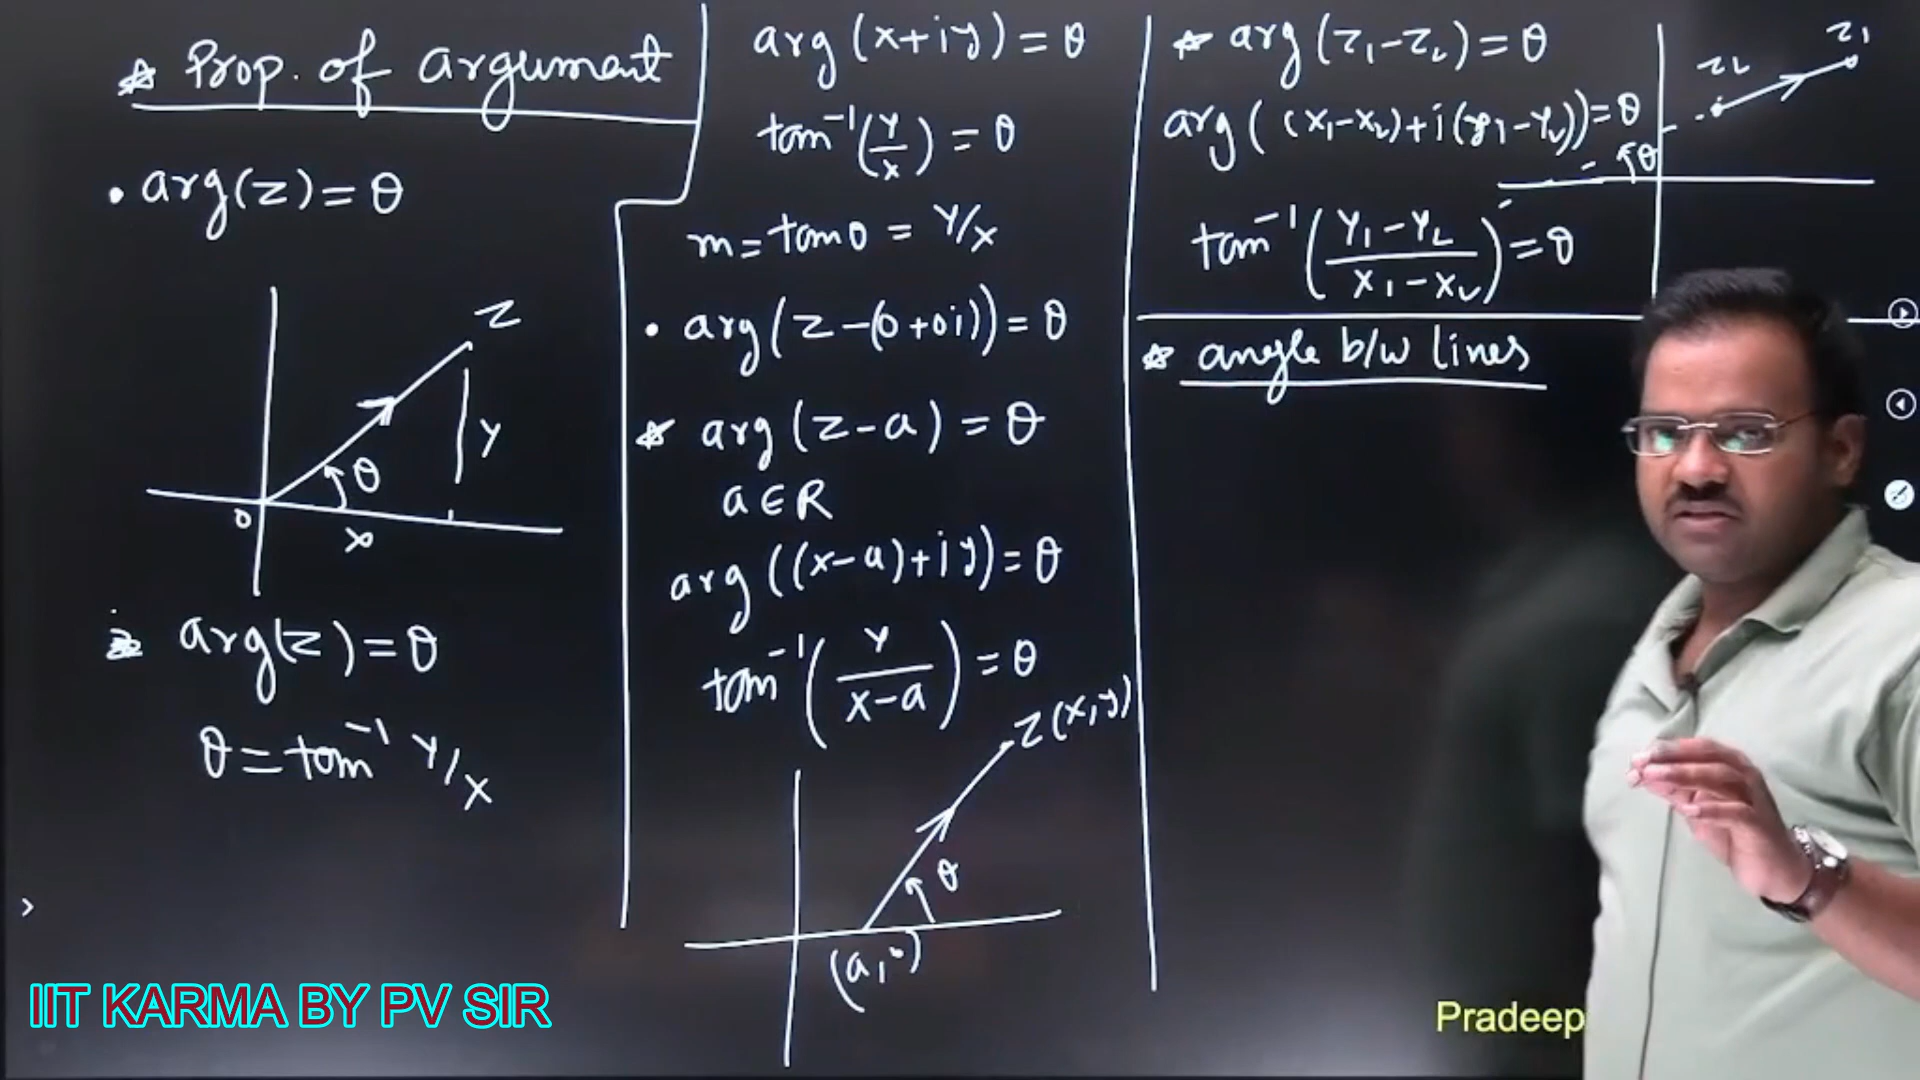 * Prop. of argument
• arg(z) = θ
z
y
θ
0
x
arg(z) = θ
θ = tan⁻¹ y/x
arg(x+iy) = θ
tan⁻¹(y/x) = θ
m = tanθ = y/x
• arg(z-(0+0i)) = θ
* arg(z-a) = θ
a ∈ R
arg((x-a)+iy) = θ
tan⁻¹(y/(x-a)) = θ
z(x,y)
θ
(a,0)
* arg(z₁-z₂) = θ
arg((x₁-x₂)+i(y₁-y₂)) = θ
tan⁻¹((y₁-y₂)/(x₁-x₂)) = θ
z₁
z₂
θ
* angle b/w lines
IIT KARMA BY PV SIR
Pradeep